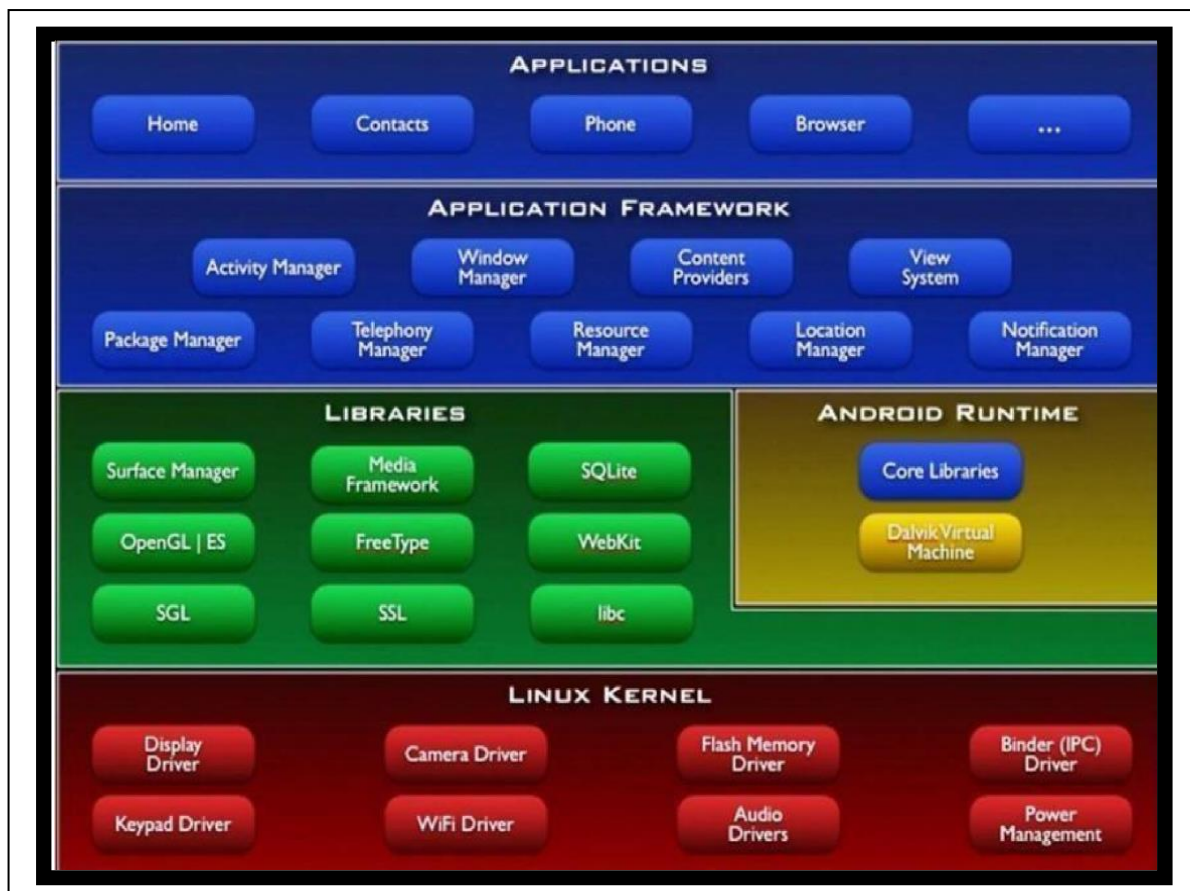 APPLICATIONS
Home
Contacts
Phone
Browser
...
APPLICATION FRAMEWORK
Activity Manager
Window
Manager
Content
Providers
View
System
Package Manager
Telephony
Manager
Resource
Manager
Location
Manager
Notification
Manager
LIBRARIES
Surface Manager
Media
Framework
SQLite
OpenGL | ES
FreeType
WebKit
SGL
SSL
libc
ANDROID RUNTIME
Core Libraries
Dalvik Virtual
Machine
LINUX KERNEL
Display
Driver
Camera Driver
Flash Memory
Driver
Binder (IPC)
Driver
Keypad Driver
WiFi Driver
Audio
Drivers
Power
Management